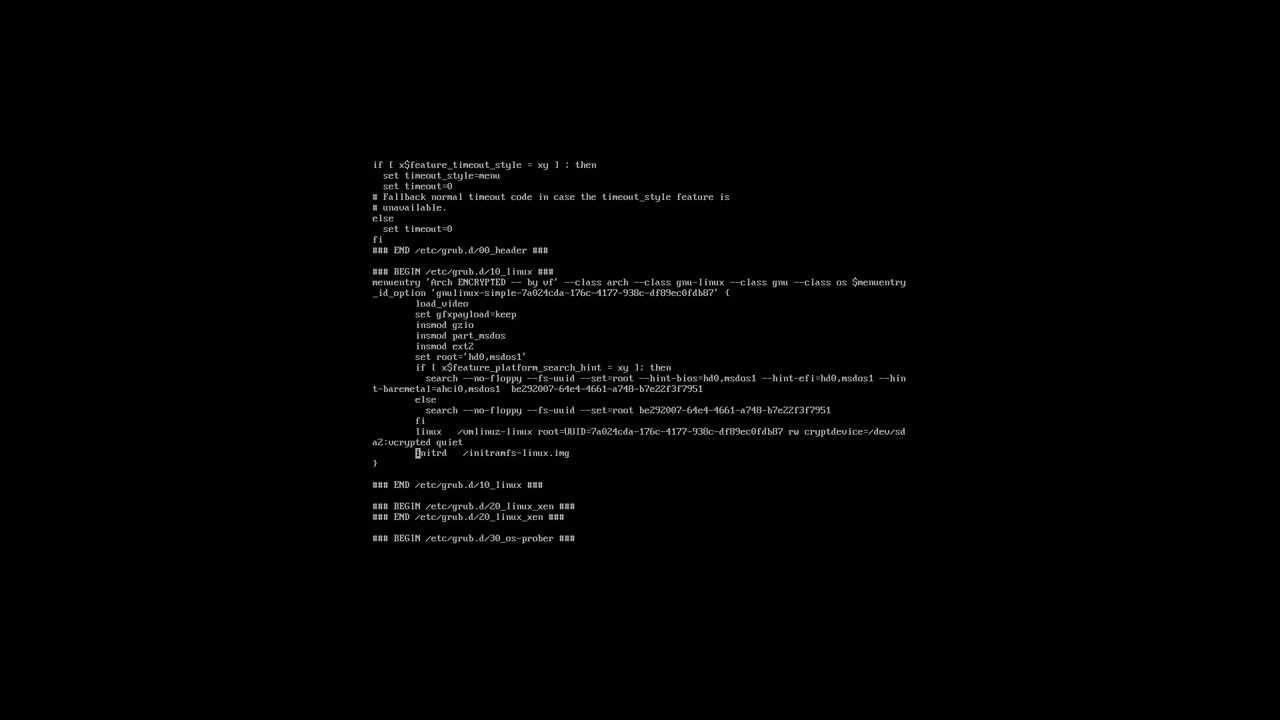 if [ x$feature_timeout_style = xy ] ; then
  set timeout_style=menu
  set timeout=0
# Fallback normal timeout code in case the timeout_style feature is
# unavailable.
else
  set timeout=0
fi
### END /etc/grub.d/00_header ###

### BEGIN /etc/grub.d/10_linux ###
menuentry 'Arch ENCRYPTED -- by vf' --class arch --class gnu-linux --class gnu --class os $menuentry
_id_option 'gnulinux-simple-7a024cda-176c-4177-938c-df89ec0fdb87' {
        load_video
        set gfxpayload=keep
        insmod gzio
        insmod part_msdos
        insmod ext2
        set root='hd0,msdos1'
        if [ x$feature_platform_search_hint = xy ]; then
          search --no-floppy --fs-uuid --set=root --hint-bios=hd0,msdos1 --hint-efi=hd0,msdos1 --hin
t-baremetal=ahci0,msdos1  be292007-64e4-4661-a748-b7e22f3f7951
        else
          search --no-floppy --fs-uuid --set=root be292007-64e4-4661-a748-b7e22f3f7951
        fi
        linux   /vmlinuz-linux root=UUID=7a024cda-176c-4177-938c-df89ec0fdb87 rw cryptdevice=/dev/sd
a2:vcrypted quiet
        initrd   /initramfs-linux.img
}

### END /etc/grub.d/10_linux ###

### BEGIN /etc/grub.d/20_linux_xen ###
### END /etc/grub.d/20_linux_xen ###

### BEGIN /etc/grub.d/30_os-prober ###